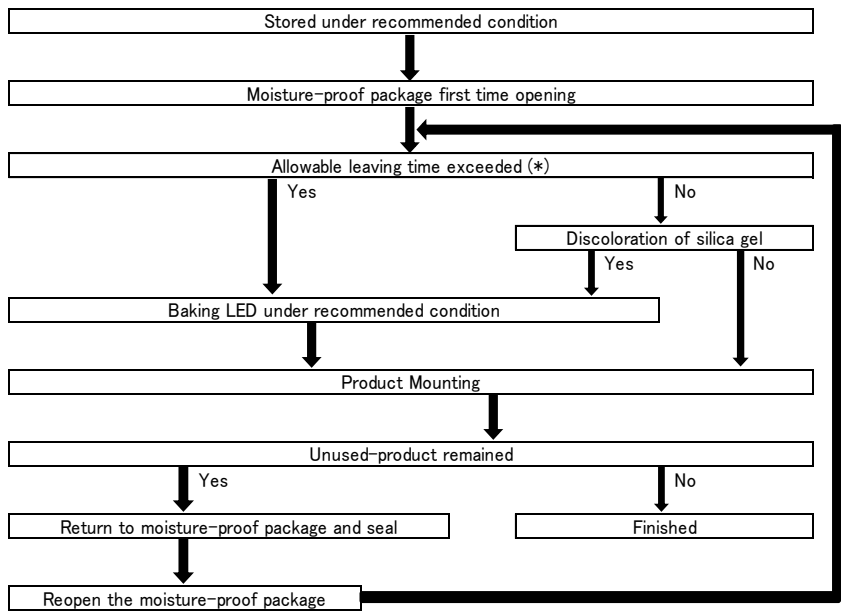 Stored under recommended condition
Moisture-proof package first time opening
Allowable leaving time exceeded (*)
Yes
No
Discoloration of silica gel
Yes
No
Baking LED under recommended condition
Product Mounting
Unused-product remained
Yes
No
Return to moisture-proof package and seal
Finished
Reopen the moisture-proof package